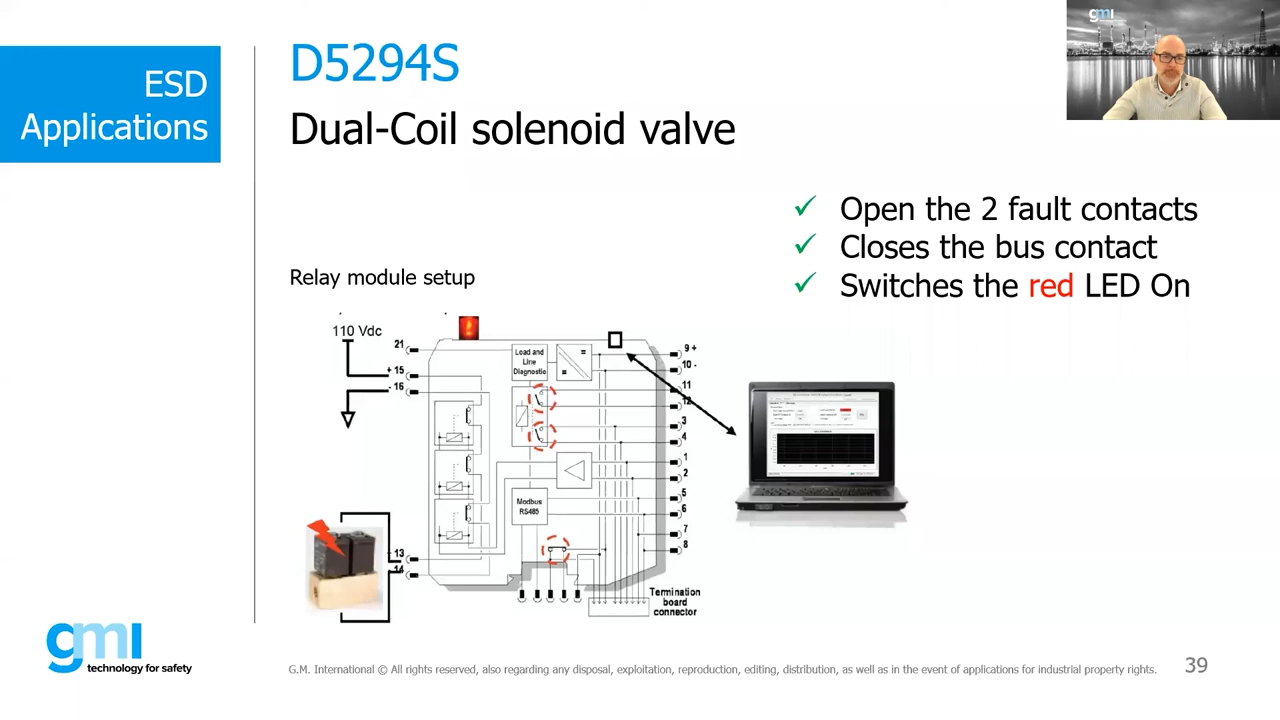 gmi
ESD
Applications
D5294S
Dual-Coil solenoid valve
✓ Open the 2 fault contacts
✓ Closes the bus contact
✓ Switches the red LED On
Relay module setup
110 Vdc
21
+ 15
- 16
13
14
Load and
Line
Diagnostic
Modbus
RS485
9 +
10 -
11
12
3
4
1
2
5
6
7
8
Termination
board
connector
gmi
technology for safety
G.M. International © All rights reserved, also regarding any disposal, exploitation, reproduction, editing, distribution, as well as in the event of applications for industrial property rights.
39